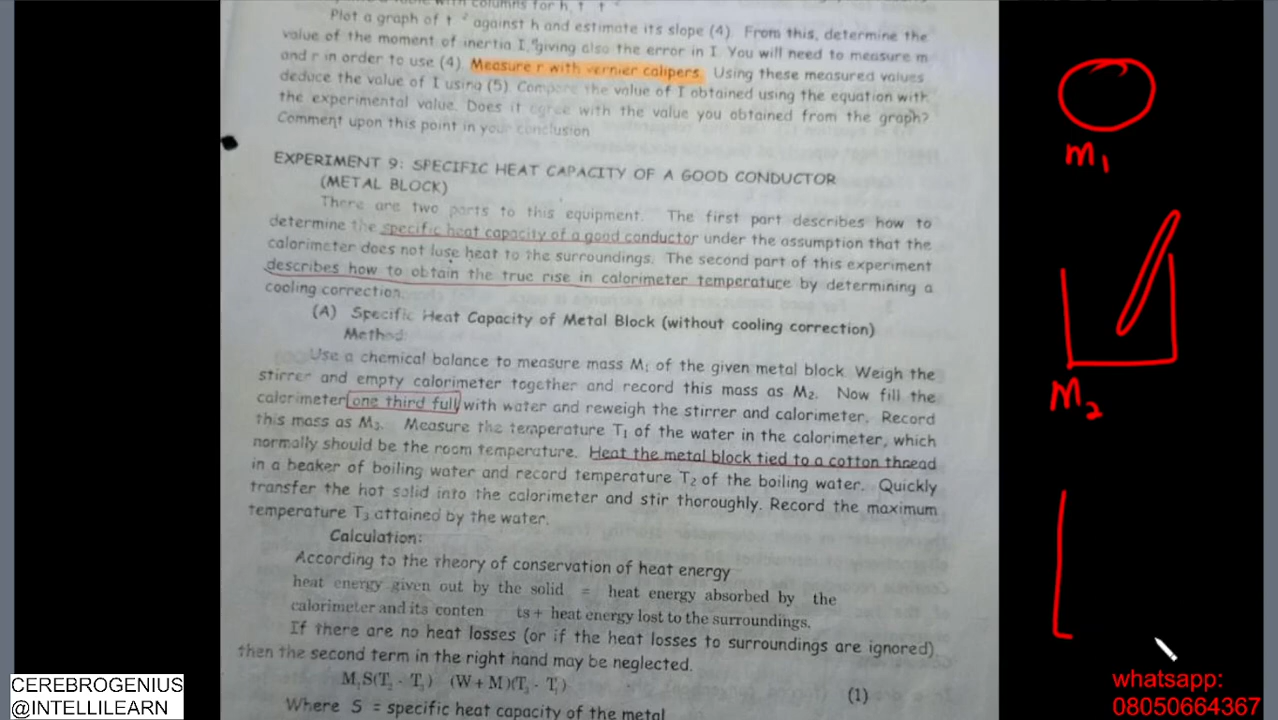 columns for h, t
Plot a graph of t⁻² against h and estimate its slope (4). From this, determine the
value of the moment of inertia I, giving also the error in I. You will need to measure m
and r in order to use (4). Measure r with vernier calipers. Using these measured values
deduce the value of I using (5). Compare the value of I obtained using the equation with
the experimental value. Does it agree with the value you obtained from the graph?
Comment upon this point in your conclusion
EXPERIMENT 9: SPECIFIC HEAT CAPACITY OF A GOOD CONDUCTOR
(METAL BLOCK)
There are two parts to this equipment. The first part describes how to
determine the specific heat capacity of a good conductor under the assumption that the
calorimeter does not luse heat to the surroundings. The second part of this experiment
describes how to obtain the true rise in calorimeter temperature by determining a
cooling correction.
(A) Specific Heat Capacity of Metal Block (without cooling correction)
Method:
Use a chemical balance to measure mass M₁ of the given metal block. Weigh the
stirrer and empty calorimeter together and record this mass as M₂. Now fill the
calorimeter one third full with water and reweigh the stirrer and calorimeter. Record
this mass as M₃. Measure the temperature T₁ of the water in the calorimeter, which
normally should be the room temperature. Heat the metal block tied to a cotton thread
in a beaker of boiling water and record temperature T₂ of the boiling water. Quickly
transfer the hot solid into the calorimeter and stir thoroughly. Record the maximum
temperature T₃ attained by the water.
Calculation:
According to the theory of conservation of heat energy
heat energy given out by the solid = heat energy absorbed by the
calorimeter and its conten ts + heat energy lost to the surroundings.
If there are no heat losses (or if the heat losses to surroundings are ignored)
then the second term in the right hand may be neglected.
M S(T - T ) (W + M)(T - T ) (1)
Where S = specific heat capacity of the metal
m₁
M₂
CEREBROGENIUS
@INTELLILEARN
whatsapp:
08050664367